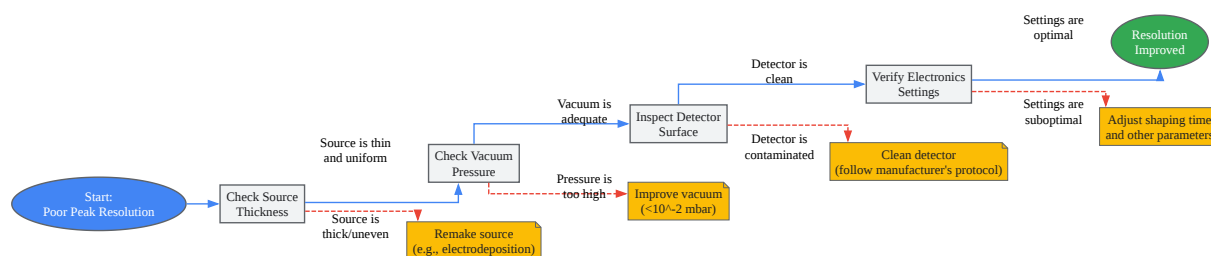 Start:
Poor Peak Resolution
Check Source
Thickness
Source is thin
and uniform
Source is
thick/uneven
Remake source
(e.g., electrodeposition)
Check Vacuum
Pressure
Vacuum is
adequate
Pressure is
too high
Improve vacuum
(<10^-2 mbar)
Inspect Detector
Surface
Detector is
clean
Detector is
contaminated
Clean detector
(follow manufacturer's protocol)
Verify Electronics
Settings
Settings are
optimal
Settings are
suboptimal
Resolution
Improved
Adjust shaping time
and other parameters